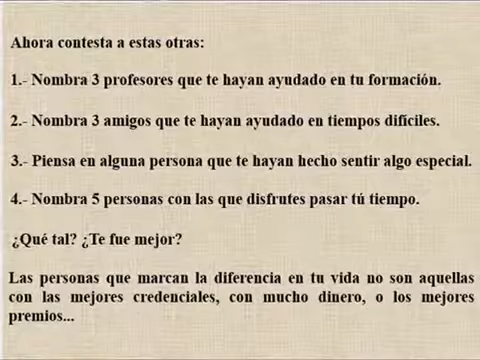 Ahora contesta a estas otras:
1.- Nombra 3 profesores que te hayan ayudado en tu formación.
2.- Nombra 3 amigos que te hayan ayudado en tiempos difíciles.
3.- Piensa en alguna persona que te hayan hecho sentir algo especial.
4.- Nombra 5 personas con las que disfrutes pasar tú tiempo.
¿Qué tal? ¿Te fue mejor?
Las personas que marcan la diferencia en tu vida no son aquellas
con las mejores credenciales, con mucho dinero, o los mejores
premios...